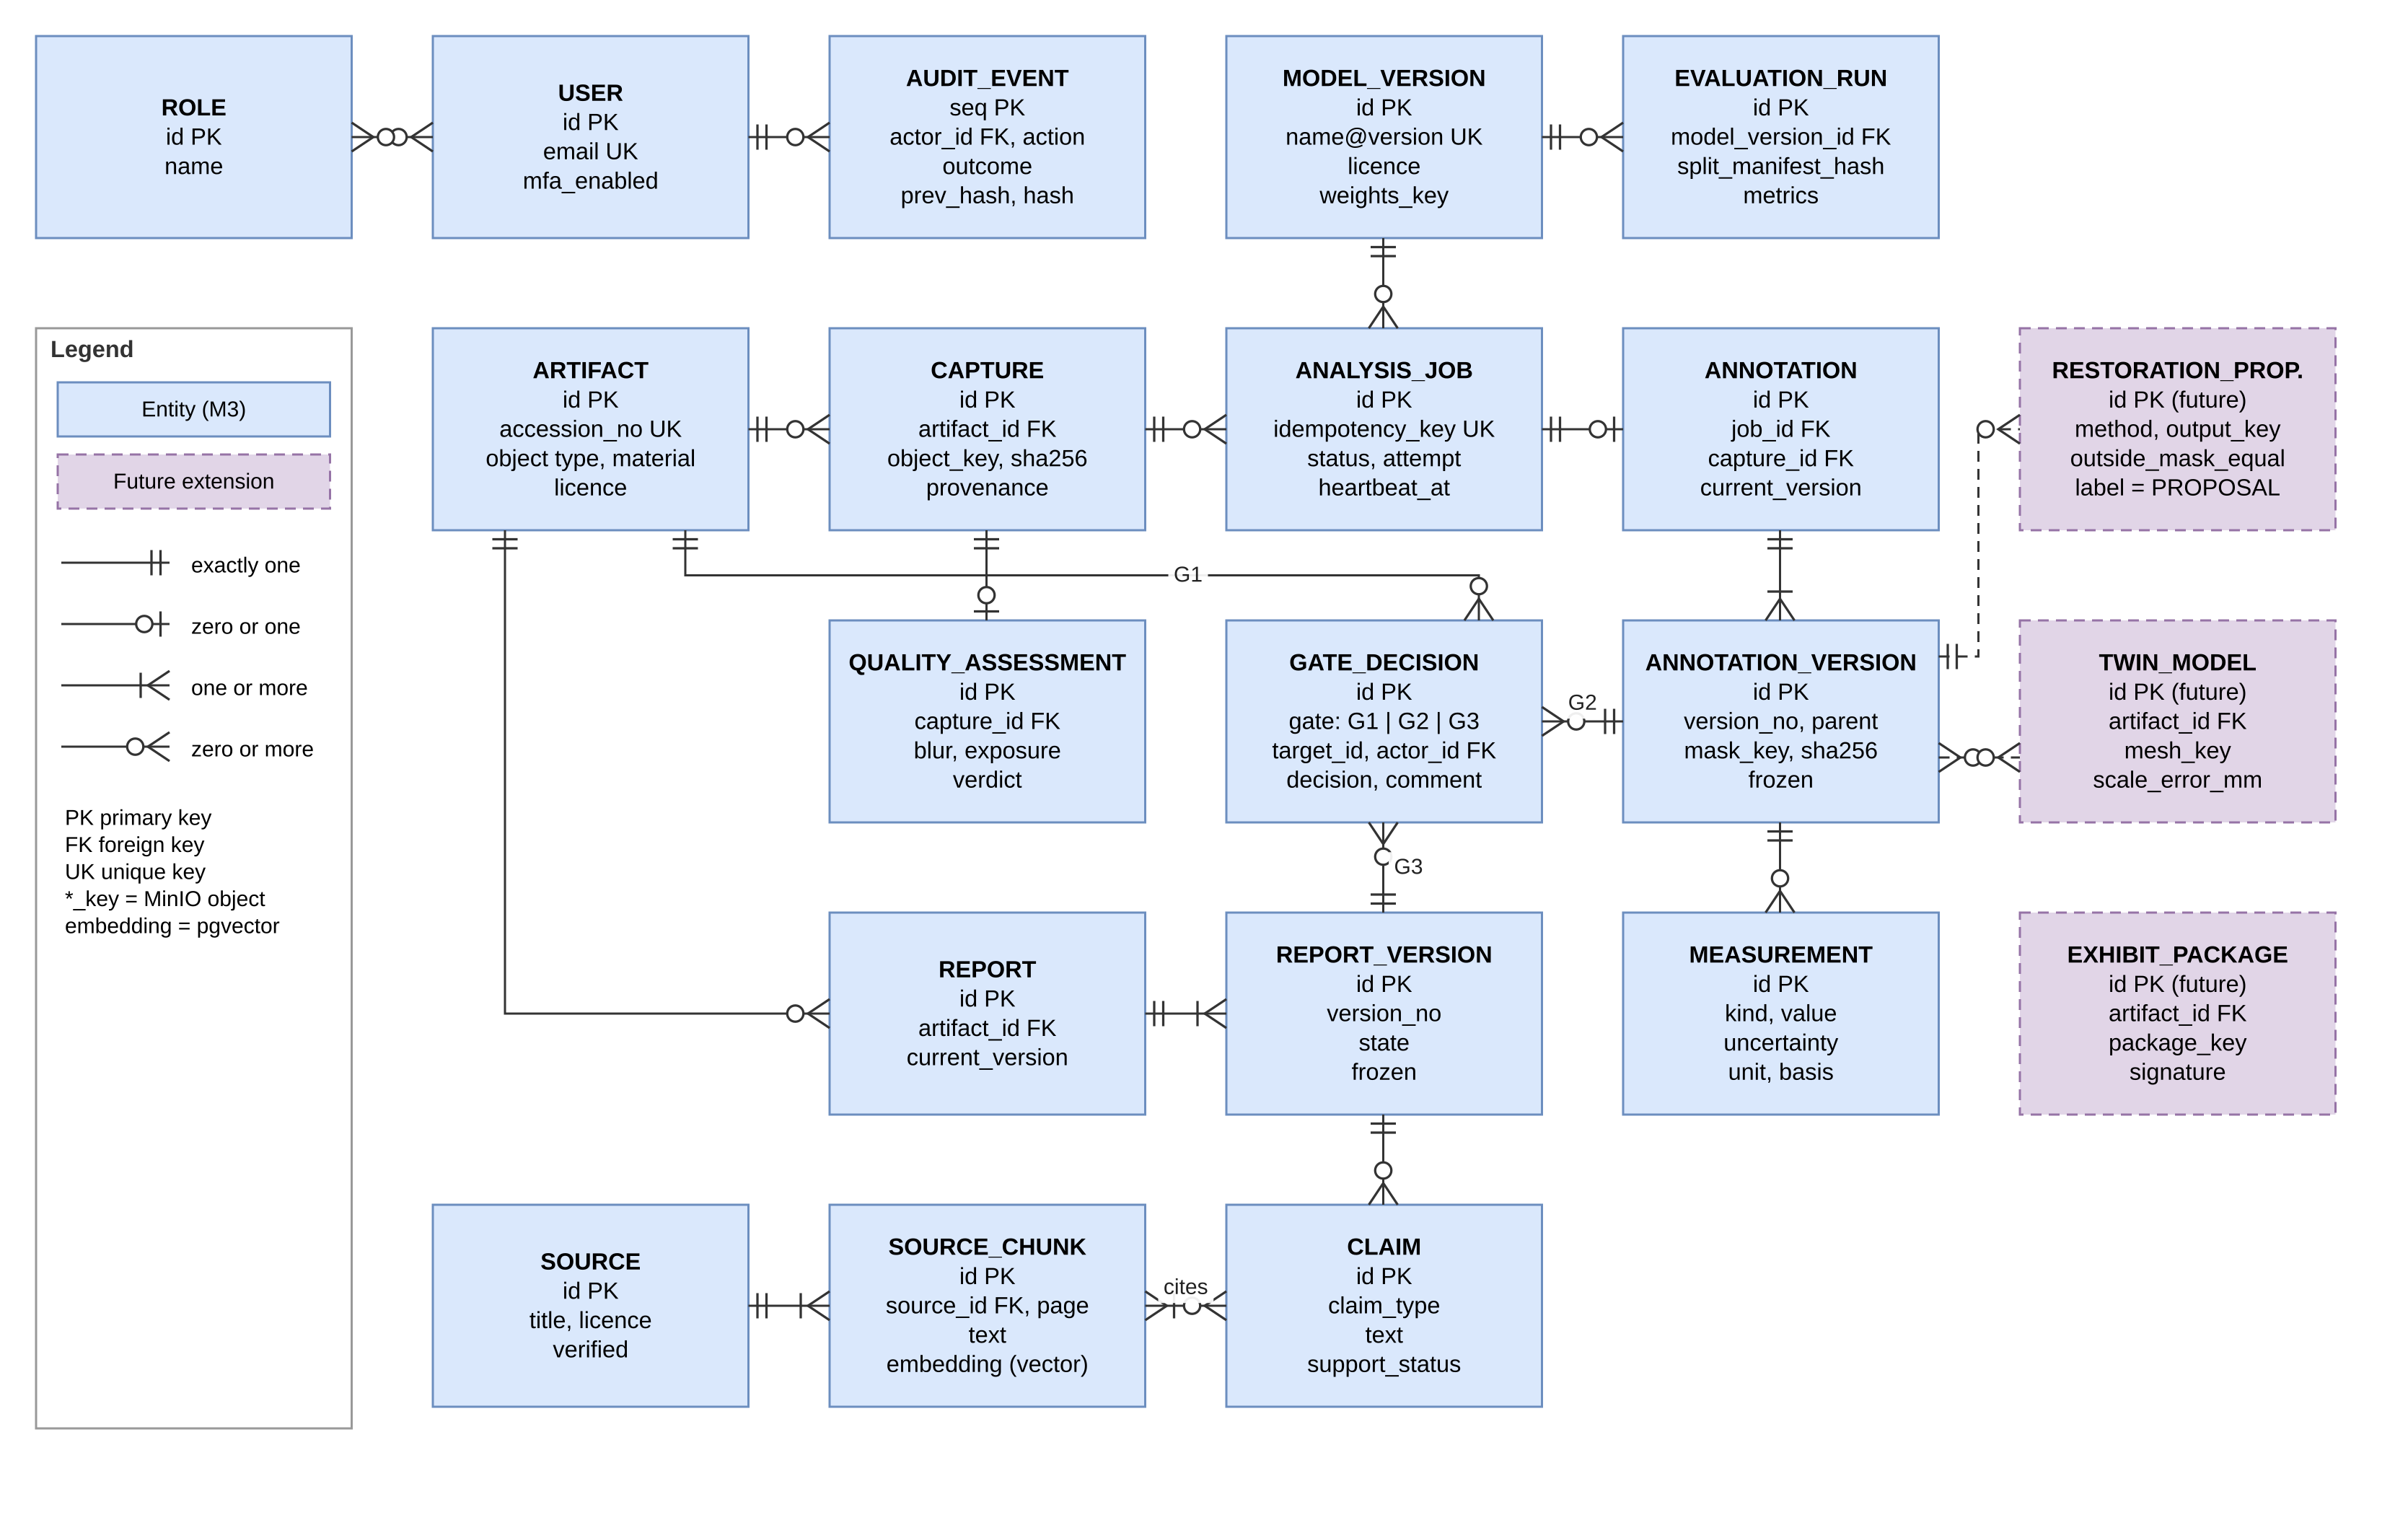 ROLE
id PK
name
USER
id PK
email UK
mfa_enabled
AUDIT_EVENT
seq PK
actor_id FK, action
outcome
prev_hash, hash
MODEL_VERSION
id PK
name@version UK
licence
weights_key
EVALUATION_RUN
id PK
model_version_id FK
split_manifest_hash
metrics
Legend
Entity (M3)
Future extension
exactly one
zero or one
one or more
zero or more
PK primary key
FK foreign key
UK unique key
*_key = MinIO object
embedding = pgvector
ARTIFACT
id PK
accession_no UK
object type, material
licence
CAPTURE
id PK
artifact_id FK
object_key, sha256
provenance
ANALYSIS_JOB
id PK
idempotency_key UK
status, attempt
heartbeat_at
ANNOTATION
id PK
job_id FK
capture_id FK
current_version
RESTORATION_PROP.
id PK (future)
method, output_key
outside_mask_equal
label = PROPOSAL
G1
QUALITY_ASSESSMENT
id PK
capture_id FK
blur, exposure
verdict
GATE_DECISION
id PK
gate: G1 | G2 | G3
target_id, actor_id FK
decision, comment
G2
ANNOTATION_VERSION
id PK
version_no, parent
mask_key, sha256
frozen
TWIN_MODEL
id PK (future)
artifact_id FK
mesh_key
scale_error_mm
G3
REPORT
id PK
artifact_id FK
current_version
REPORT_VERSION
id PK
version_no
state
frozen
MEASUREMENT
id PK
kind, value
uncertainty
unit, basis
EXHIBIT_PACKAGE
id PK (future)
artifact_id FK
package_key
signature
SOURCE
id PK
title, licence
verified
SOURCE_CHUNK
id PK
source_id FK, page
text
embedding (vector)
cites
CLAIM
id PK
claim_type
text
support_status